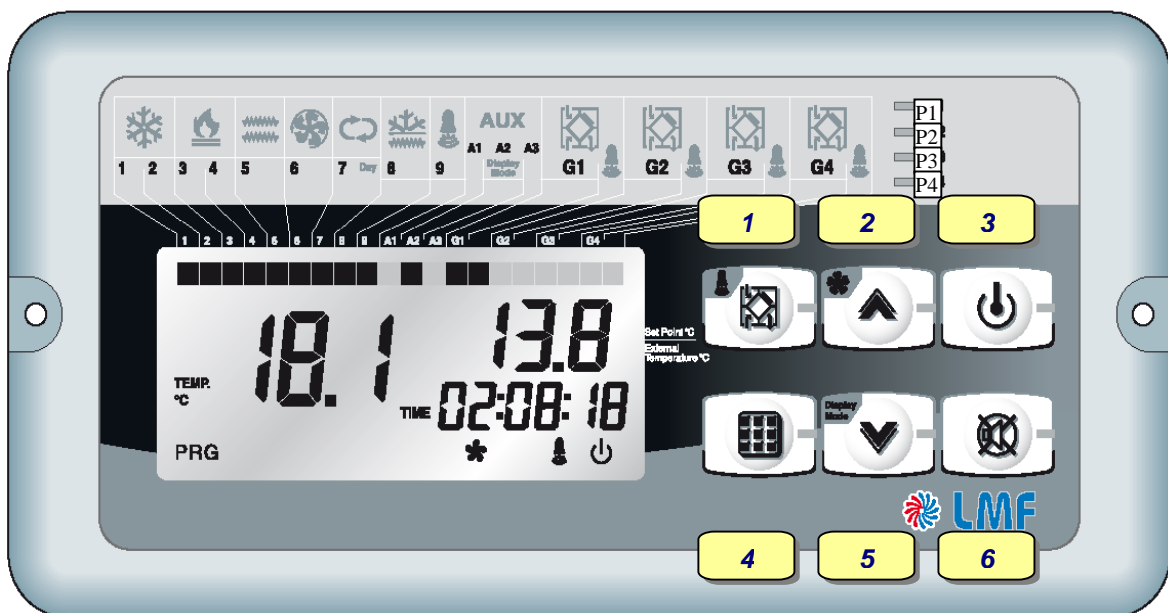 P1
P2
P3
P4
AUX
A1 A2 A3
Display
Mode
1 2 3 4 5 6 7 Day 8 9
G1 G2 G3 G4
1 2 3
1 2 3 4 5 6 7 8 9 A1 A2 A3 G1 G2 G3 G4
18.1
13.8
Set Point °C
External
Temperature °C
TEMP.
°C
TIME 02:08:18
PRG
Display
Mode
LMF
4 5 6